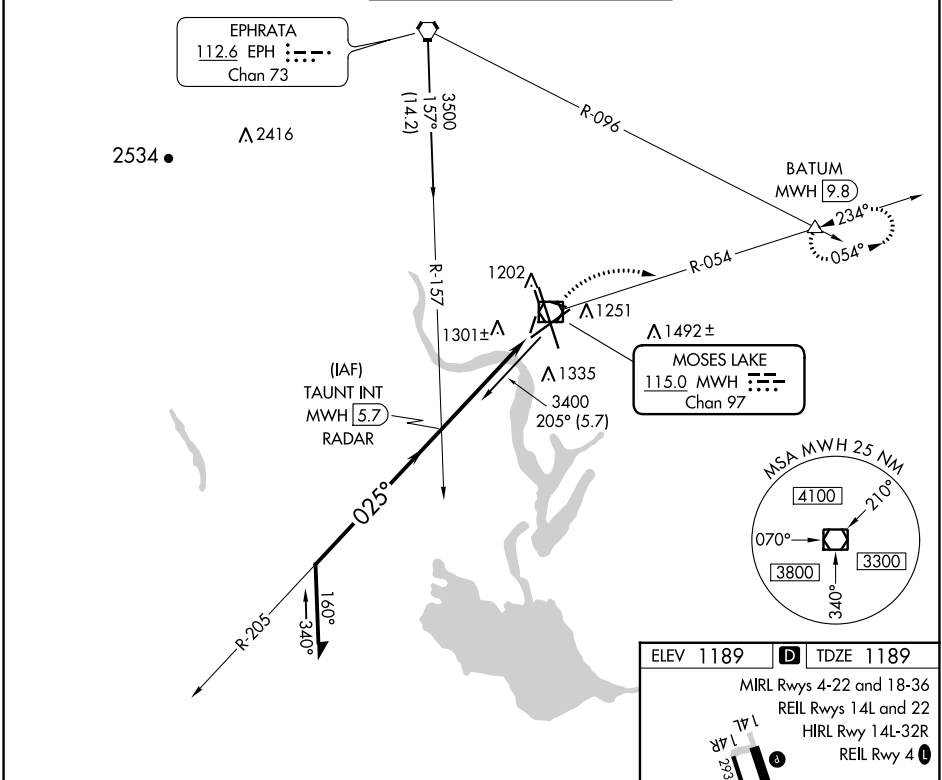 EPHRATA
112.6 EPH
Chan 73
3500
157°
(14.2)
2416
2534
R-096
BATUM
MWH 9.8
234°
054°
R-054
R-157
1202
1251
1301±
1492±
MOSES LAKE
115.0 MWH
Chan 97
(IAF)
TAUNT INT
MWH 5.7
RADAR
1335
3400
205° (5.7)
025°
MSA MWH 25 NM
4100
210°
070°
3800
3300
340°
160°
340°
R-205
ELEV 1189 D TDZE 1189
MIRL Rwys 4-22 and 18-36
REIL Rwys 14L and 22
HIRL Rwy 14L-32R
REIL Rwy 4 L
14L
14R
P
293